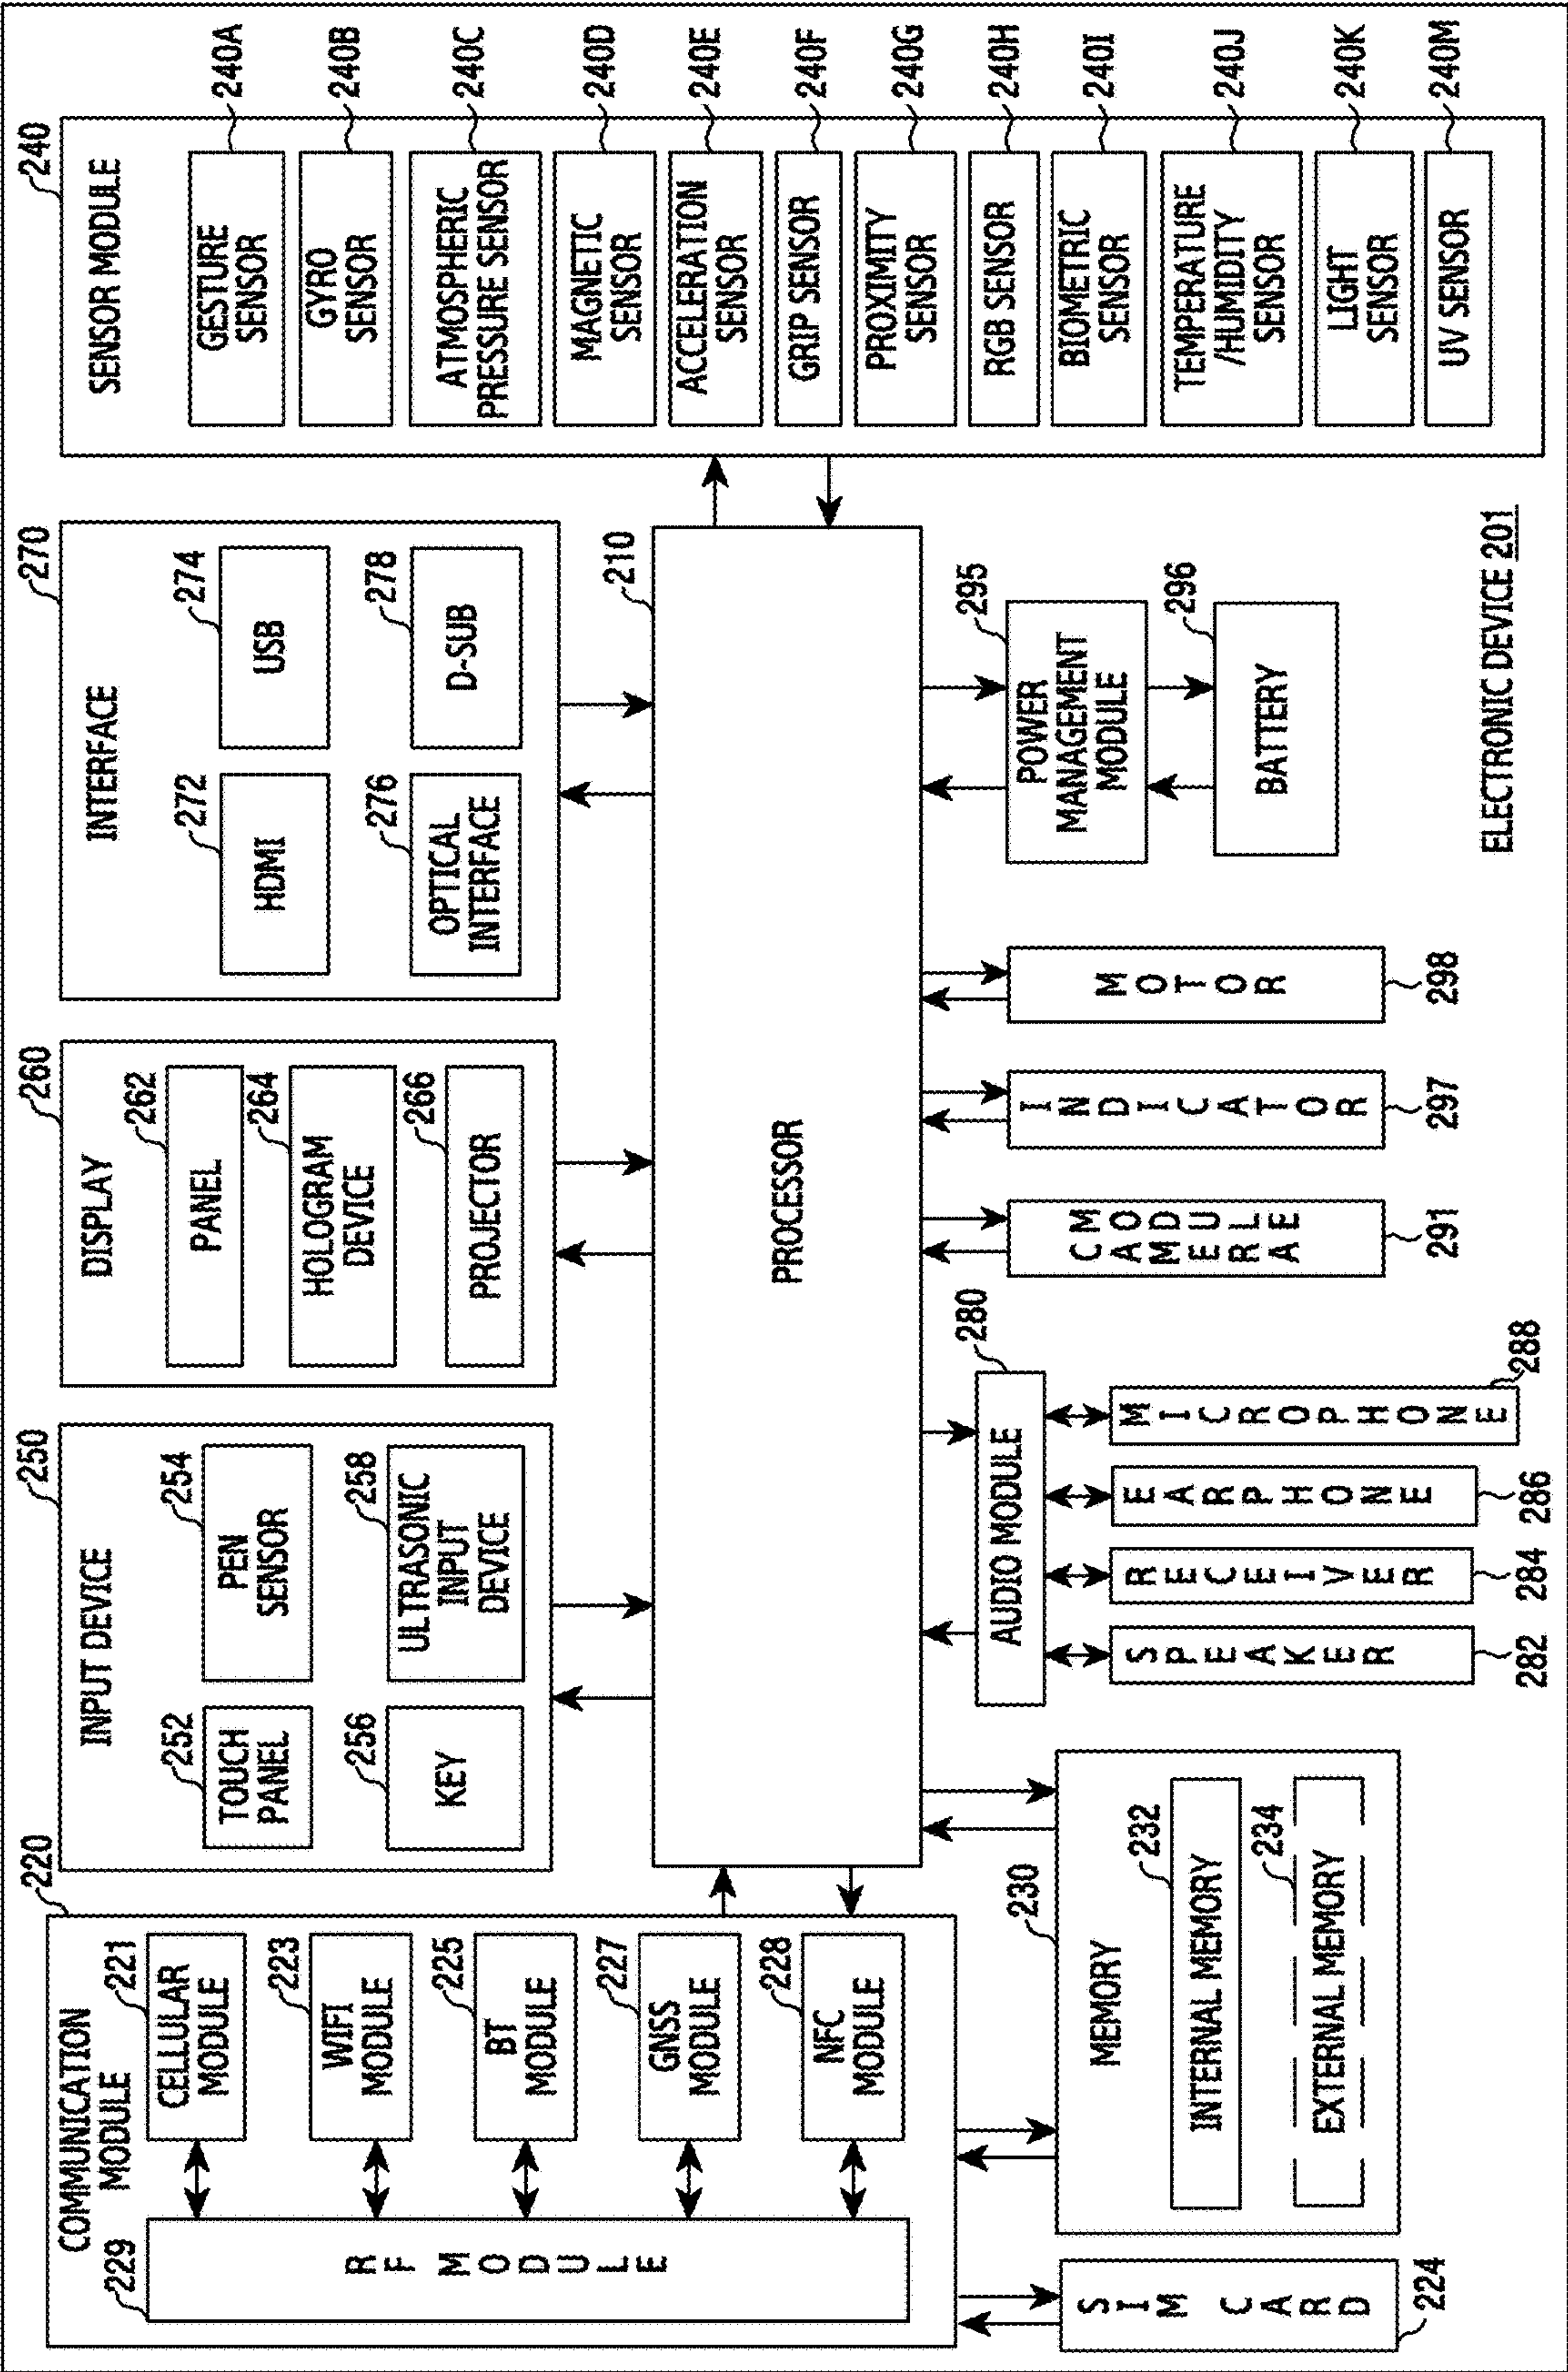 220
COMMUNICATION
MODULE
229
RF MODULE
221
CELLULAR
MODULE
223
WIFI
MODULE
225
BT
MODULE
227
GNSS
MODULE
228
NFC
MODULE
250
INPUT DEVICE
252
TOUCH
PANEL
254
PEN
SENSOR
256
KEY
258
ULTRASONIC
INPUT
DEVICE
260
DISPLAY
262
PANEL
264
HOLOGRAM
DEVICE
266
PROJECTOR
270
INTERFACE
272
HDMI
274
USB
276
OPTICAL
INTERFACE
278
D-SUB
240
SENSOR MODULE
GESTURE
SENSOR
240A
GYRO
SENSOR
240B
ATMOSPHERIC
PRESSURE SENSOR
240C
MAGNETIC
SENSOR
240D
ACCELERATION
SENSOR
240E
GRIP SENSOR
240F
PROXIMITY
SENSOR
240G
RGB SENSOR
240H
BIOMETRIC
SENSOR
240I
TEMPERATURE
/HUMIDITY
SENSOR
240J
LIGHT
SENSOR
240K
UV SENSOR
240M
210
PROCESSOR
SIM CARD
224
230
MEMORY
232
INTERNAL MEMORY
234
EXTERNAL MEMORY
280
AUDIO MODULE
SPEAKER
282
RECEIVER
284
EARPHONE
286
MICROPHONE
288
CAMERA
MODULE
291
INDICATOR
297
MOTOR
298
295
POWER
MANAGEMENT
MODULE
296
BATTERY
ELECTRONIC DEVICE 201